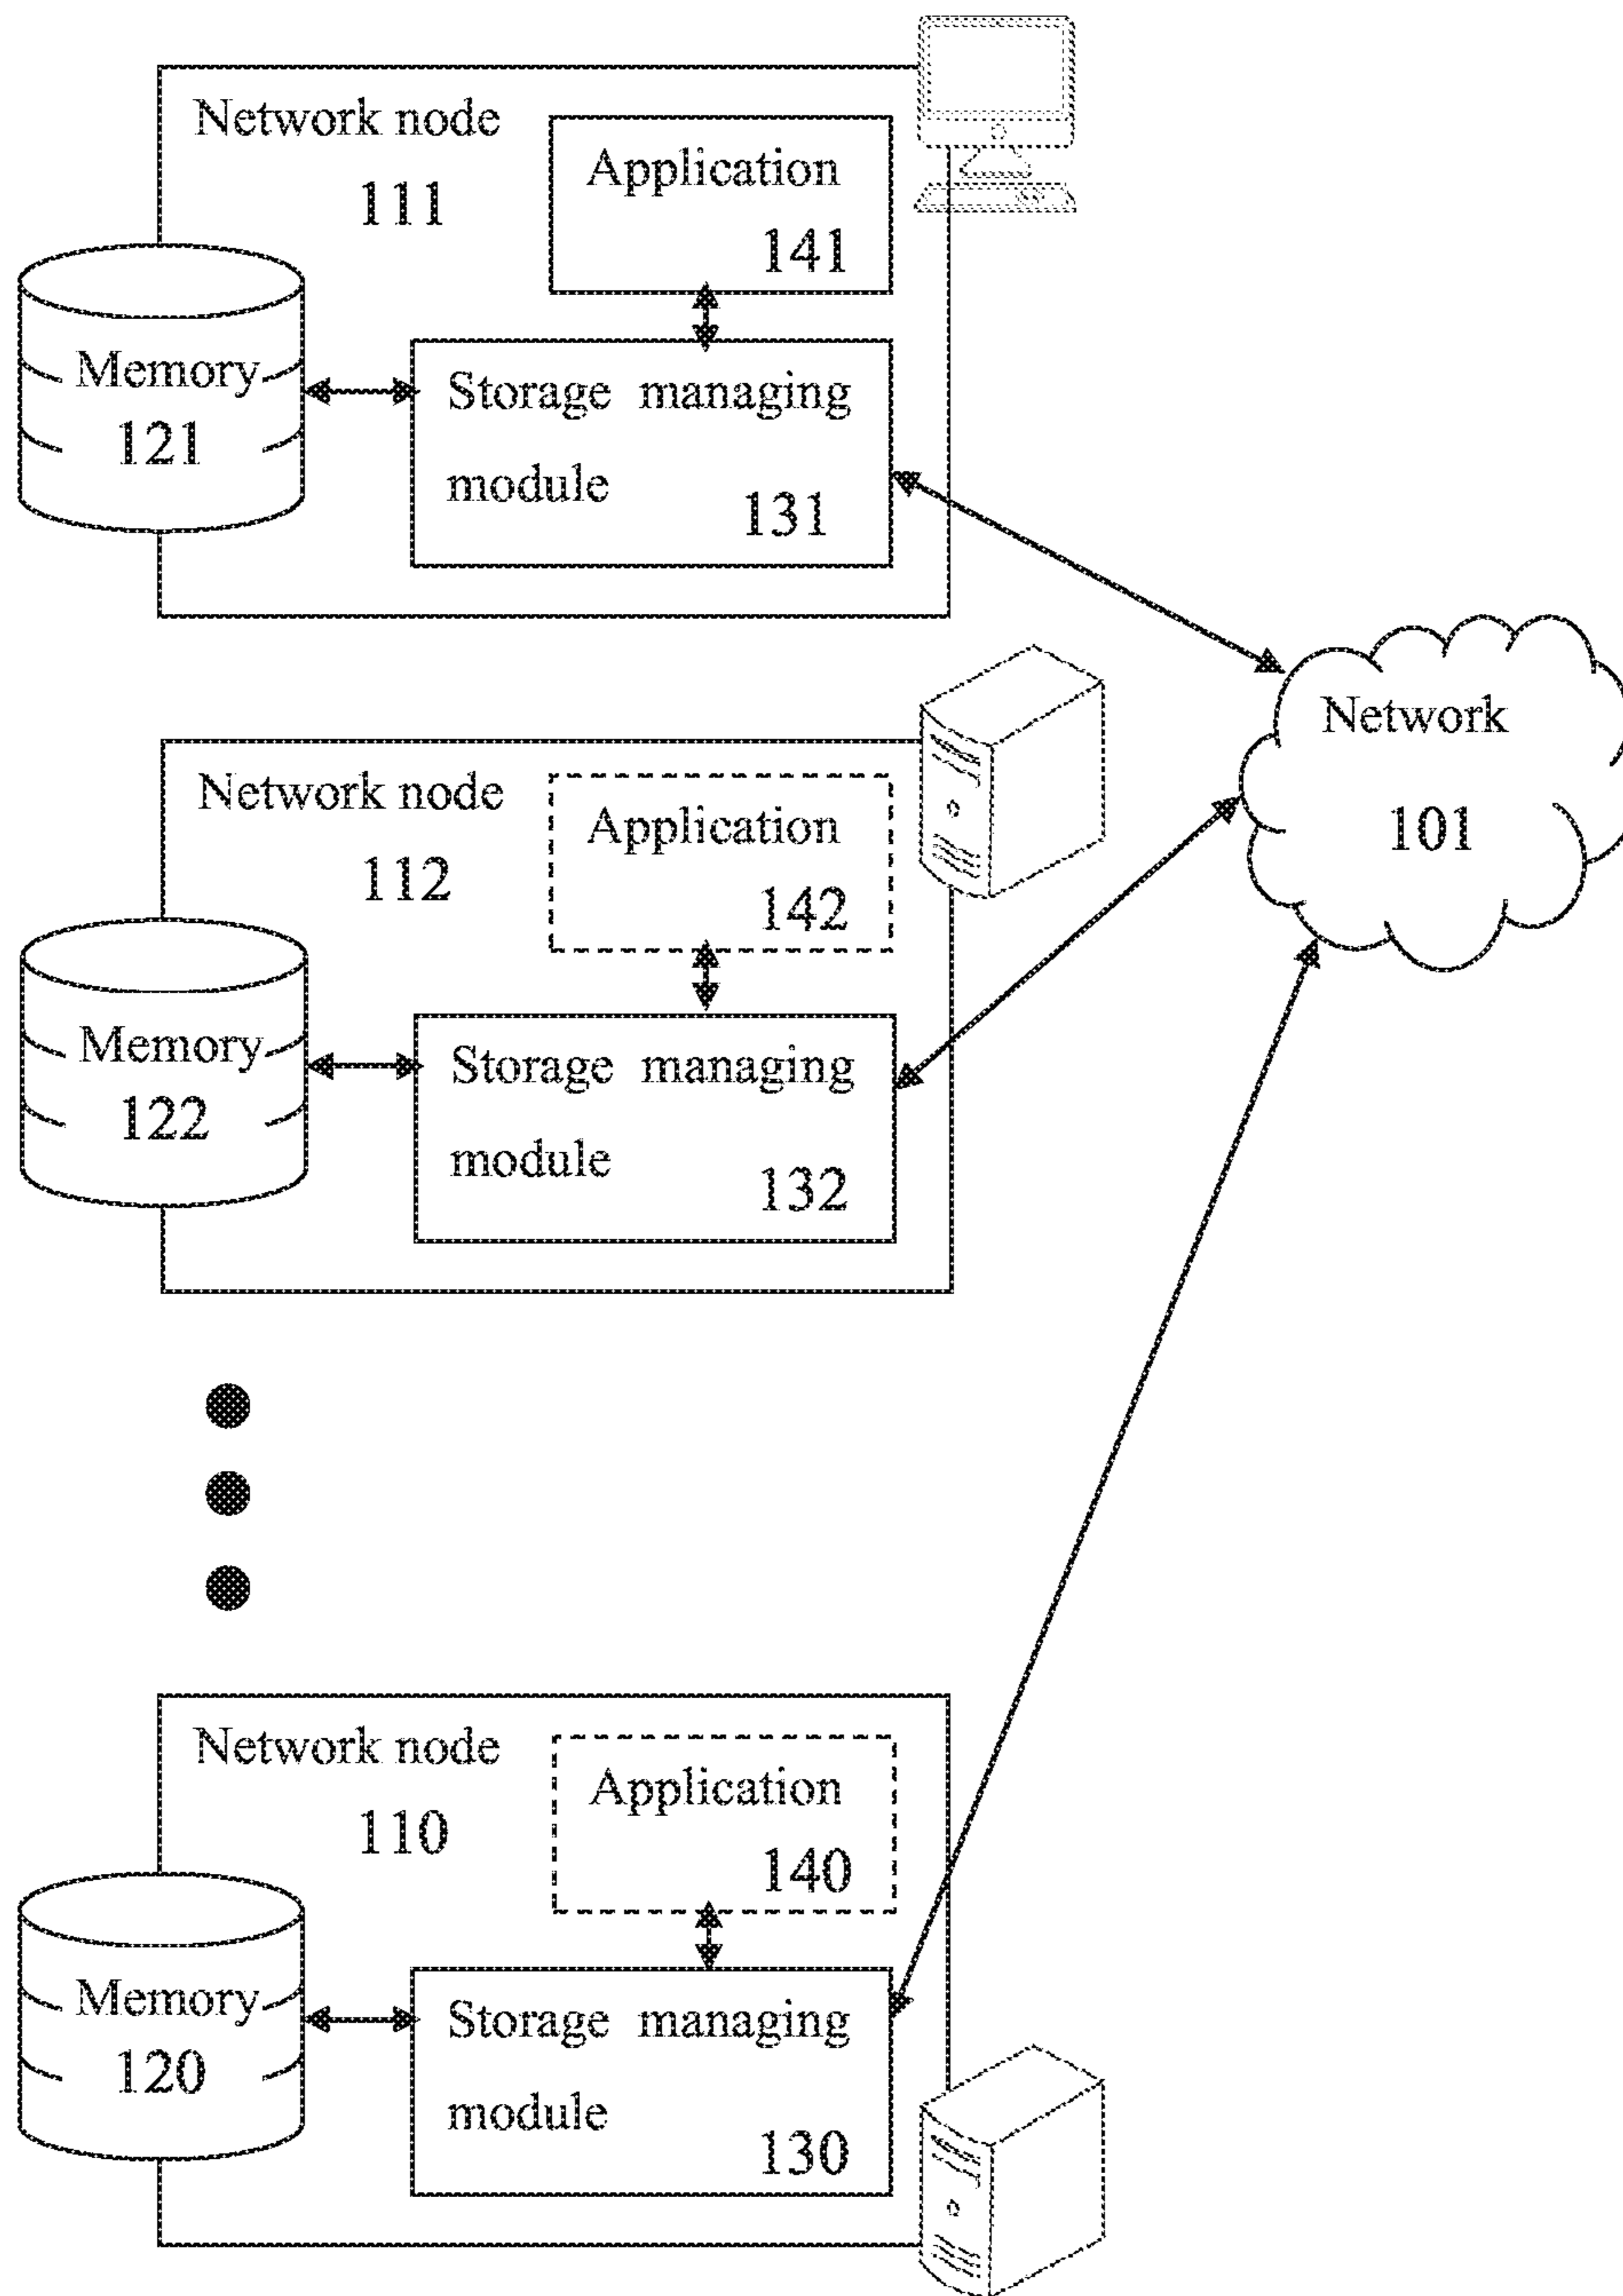 Network node
111
Application
141
Memory
121
Storage managing
module
131
Network
101
Network node
112
Application
142
Memory
122
Storage managing
module
132
Network node
110
Application
140
Memory
120
Storage managing
module
130